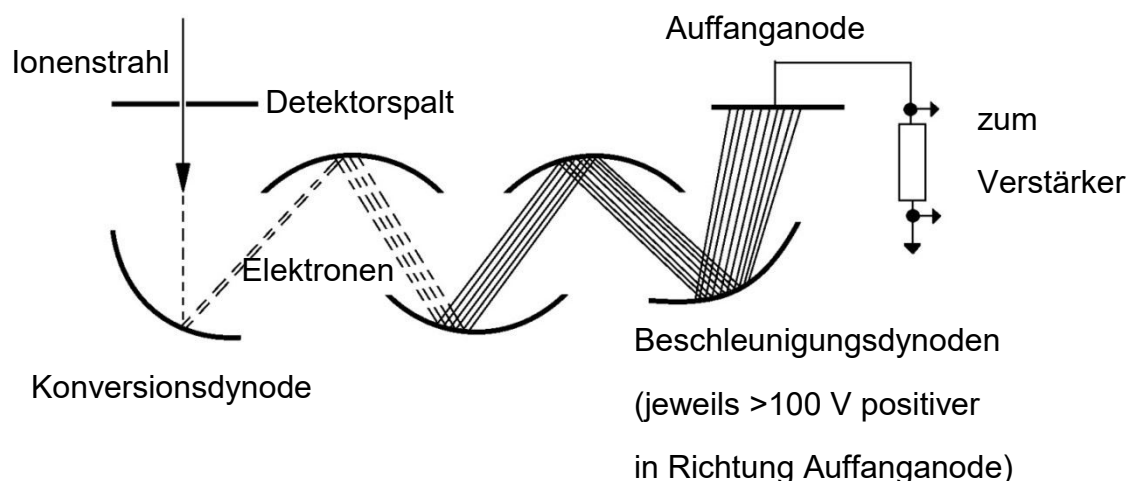 Auffanganode
Ionenstrahl
Detektorspalt
zum
Verstärker
Elektronen
Konversionsdynode
Beschleunigungsdynoden
(jeweils >100 V positiver
in Richtung Auffanganode)